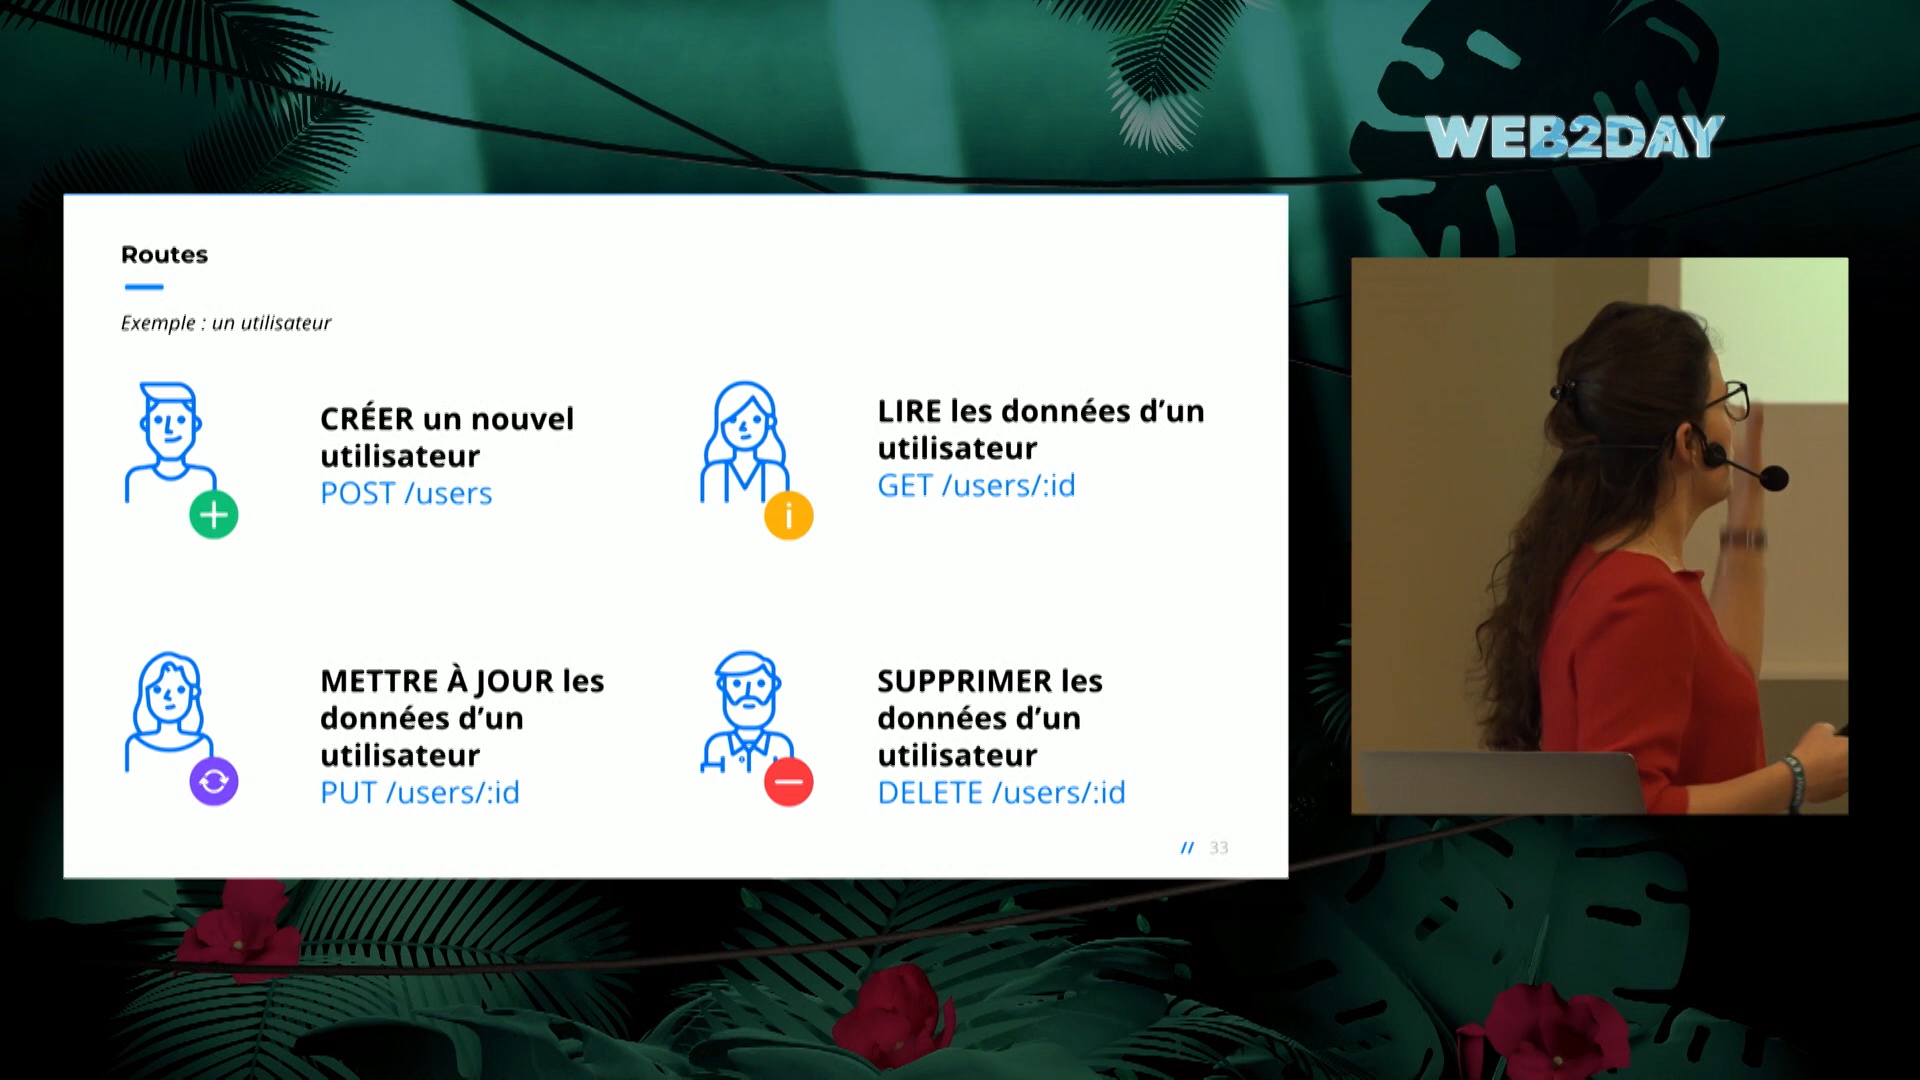 WEB2DAY
Routes
Exemple : un utilisateur
CRÉER un nouvel
utilisateur
POST /users
LIRE les données d’un
utilisateur
GET /users/:id
METTRE À JOUR les
données d’un
utilisateur
PUT /users/:id
SUPPRIMER les
données d’un
utilisateur
DELETE /users/:id
// 33